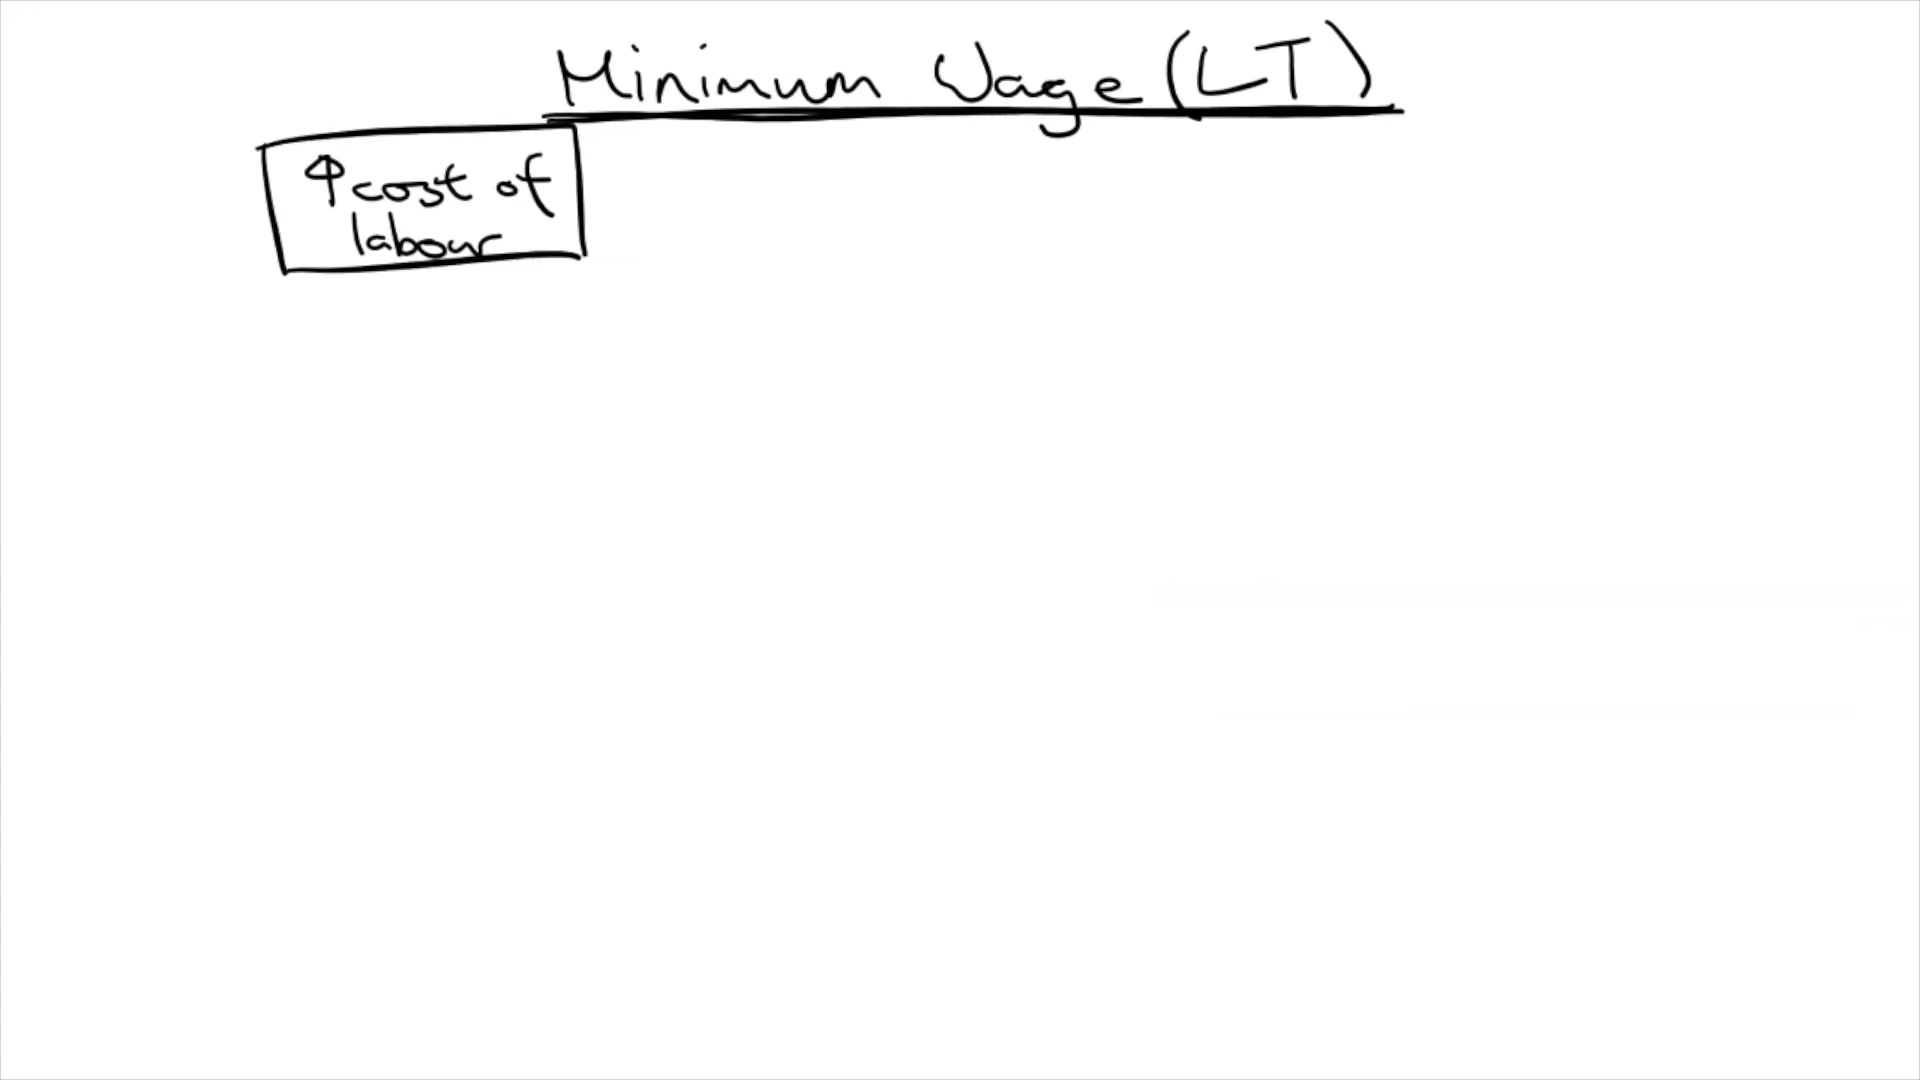 Minimum Wage (LT)
↑ cost of
labour